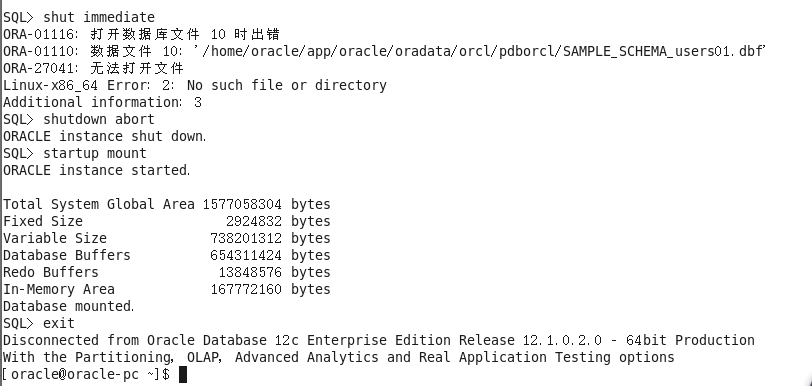 SQL> shut immediate
ORA-01116: 打开数据库文件 10 时出错
ORA-01110: 数据文件 10: '/home/oracle/app/oracle/oradata/orcl/pdborcl/SAMPLE_SCHEMA_users01.dbf'
ORA-27041: 无法打开文件
Linux-x86_64 Error: 2: No such file or directory
Additional information: 3
SQL> shutdown abort
ORACLE instance shut down.
SQL> startup mount
ORACLE instance started.
Total System Global Area 1577058304 bytes
Fixed Size 2924832 bytes
Variable Size 738201312 bytes
Database Buffers 654311424 bytes
Redo Buffers 13848576 bytes
In-Memory Area 167772160 bytes
Database mounted.
SQL> exit
Disconnected from Oracle Database 12c Enterprise Edition Release 12.1.0.2.0 - 64bit Production
With the Partitioning, OLAP, Advanced Analytics and Real Application Testing options
[oracle@oracle-pc ~]$